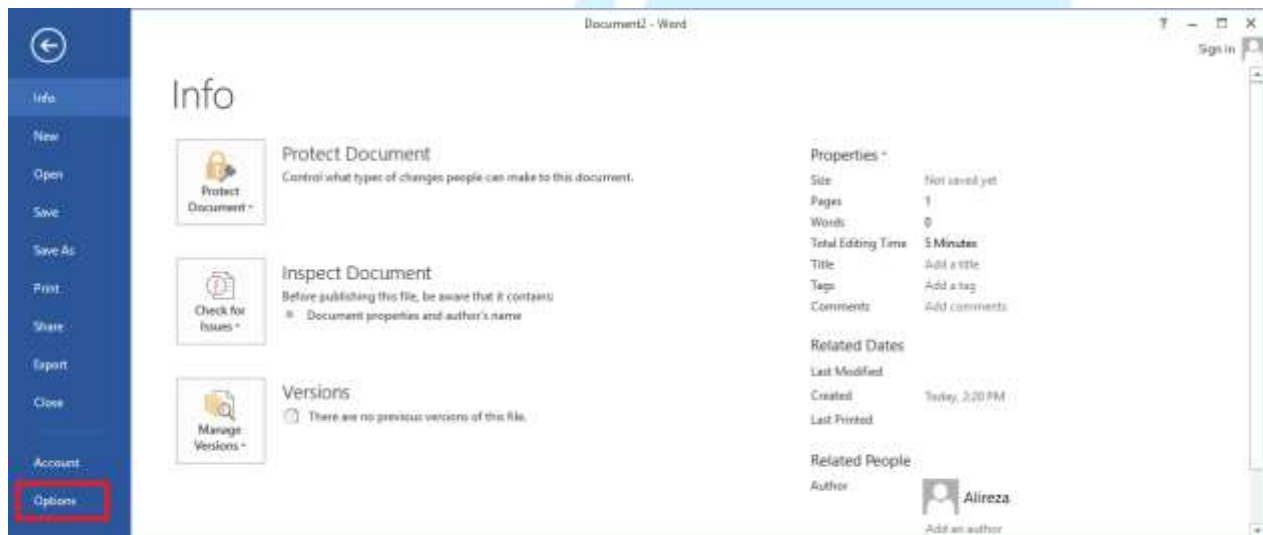 Document2 - Word
?
Sign in
Info
New
Open
Save
Save As
Print
Share
Export
Close
Account
Options
Info
Protect Document
Protect Document
Control what types of changes people can make to this document.
Check for Issues
Inspect Document
Before publishing this file, be aware that it contains:
Document properties and author's name
Manage Versions
Versions
There are no previous versions of this file.
Properties
Size Not saved yet
Pages 1
Words 0
Total Editing Time 5 Minutes
Title Add a title
Tags Add a tag
Comments Add comments
Related Dates
Last Modified
Created Today, 2:20 PM
Last Printed
Related People
Author Alireza
Add an author